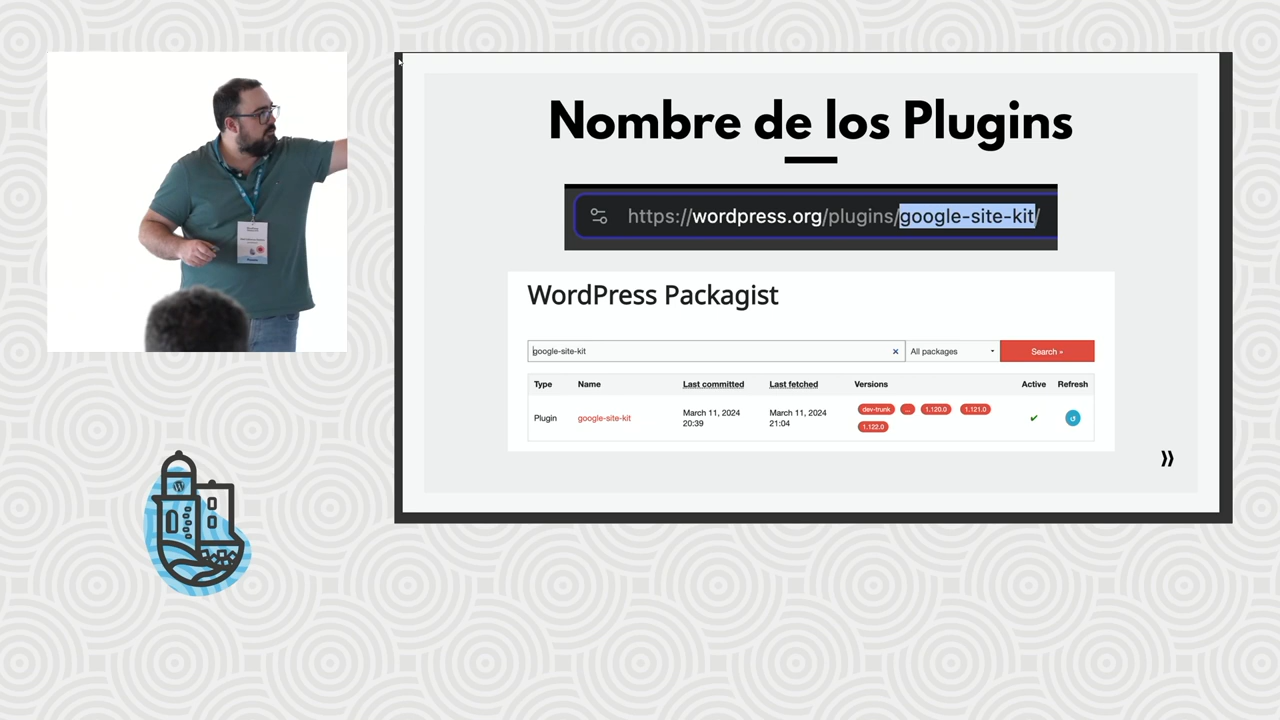 Nombre de los Plugins
https://wordpress.org/plugins/google-site-kit/
WordPress Packagist
google-site-kit
All packages
Search »
Type Name Last committed Last fetched Versions Active Refresh
Plugin google-site-kit March 11, 2024 20:39 March 11, 2024 21:04 dev-trunk ... 1.120.0 1.121.0 1.122.0